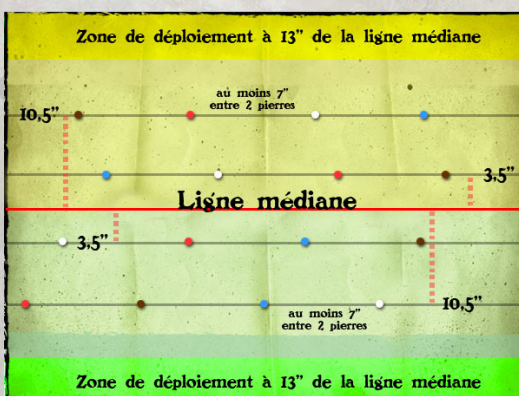 Zone de déploiement à 13" de la ligne médiane
au moins 7"
entre 2 pierres
10,5"
3,5"
Ligne médiane
3,5"
10,5"
au moins 7"
entre 2 pierres
Zone de déploiement à 13" de la ligne médiane